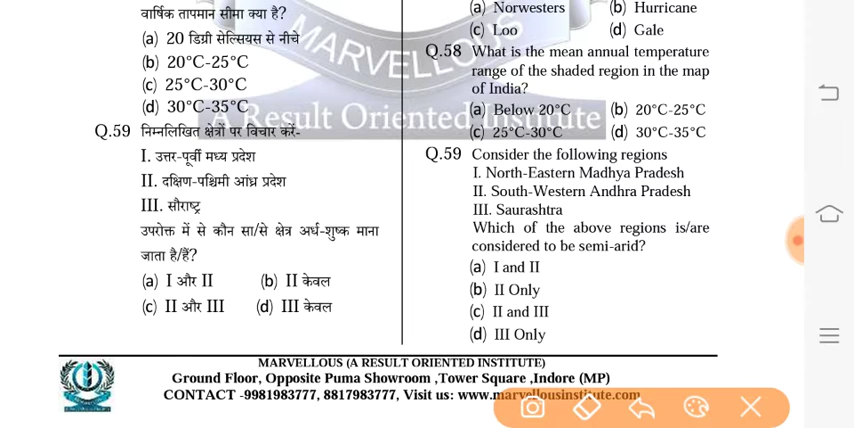 वार्षिक तापमान सीमा क्या है?
(a) 20 डिग्री सेल्सियस से नीचे
(b) 20°C-25°C
(c) 25°C-30°C
(d) 30°C-35°C
Q.59 निम्नलिखित क्षेत्रों पर विचार करें-
I. उत्तर-पूर्वी मध्य प्रदेश
II. दक्षिण-पश्चिमी आंध्र प्रदेश
III. सौराष्ट्र
उपरोक्त में से कौन सा/से क्षेत्र अर्ध-शुष्क माना
जाता है/हैं?
(a) I और II (b) II केवल
(c) II और III (d) III केवल
(a) Norwesters (b) Hurricane
(c) Loo (d) Gale
Q.58 What is the mean annual temperature
range of the shaded region in the map
of India?
(a) Below 20°C (b) 20°C-25°C
(c) 25°C-30°C (d) 30°C-35°C
Q.59 Consider the following regions
I. North-Eastern Madhya Pradesh
II. South-Western Andhra Pradesh
III. Saurashtra
Which of the above regions is/are
considered to be semi-arid?
(a) I and II
(b) II Only
(c) II and III
(d) III Only
MARVELLOUS
A Result Oriented Institute
MARVELLOUS (A RESULT ORIENTED INSTITUTE)
Ground Floor, Opposite Puma Showroom ,Tower Square ,Indore (MP)
CONTACT -9981983777, 8817983777, Visit us: www.marvellousinstitute.com